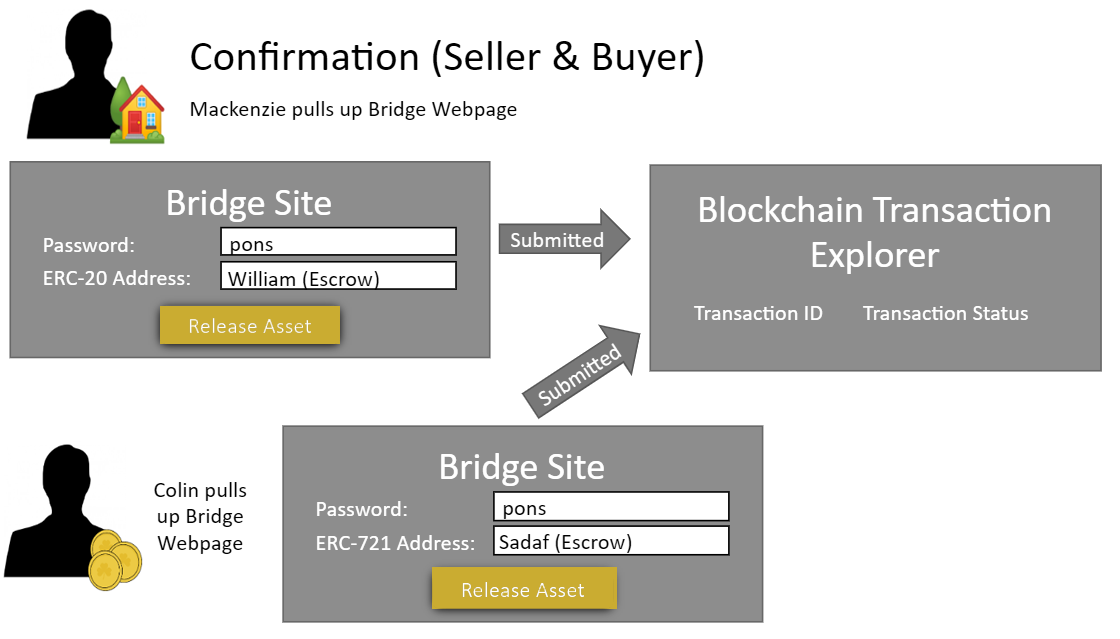 Confirmation (Seller & Buyer)
Mackenzie pulls up Bridge Webpage
Bridge Site
Password: pons
ERC-20 Address: William (Escrow)
Release Asset
Submitted
Blockchain Transaction
Explorer
Transaction ID Transaction Status
Submitted
Colin pulls
up Bridge
Webpage
Bridge Site
Password: pons
ERC-721 Address: Sadaf (Escrow)
Release Asset